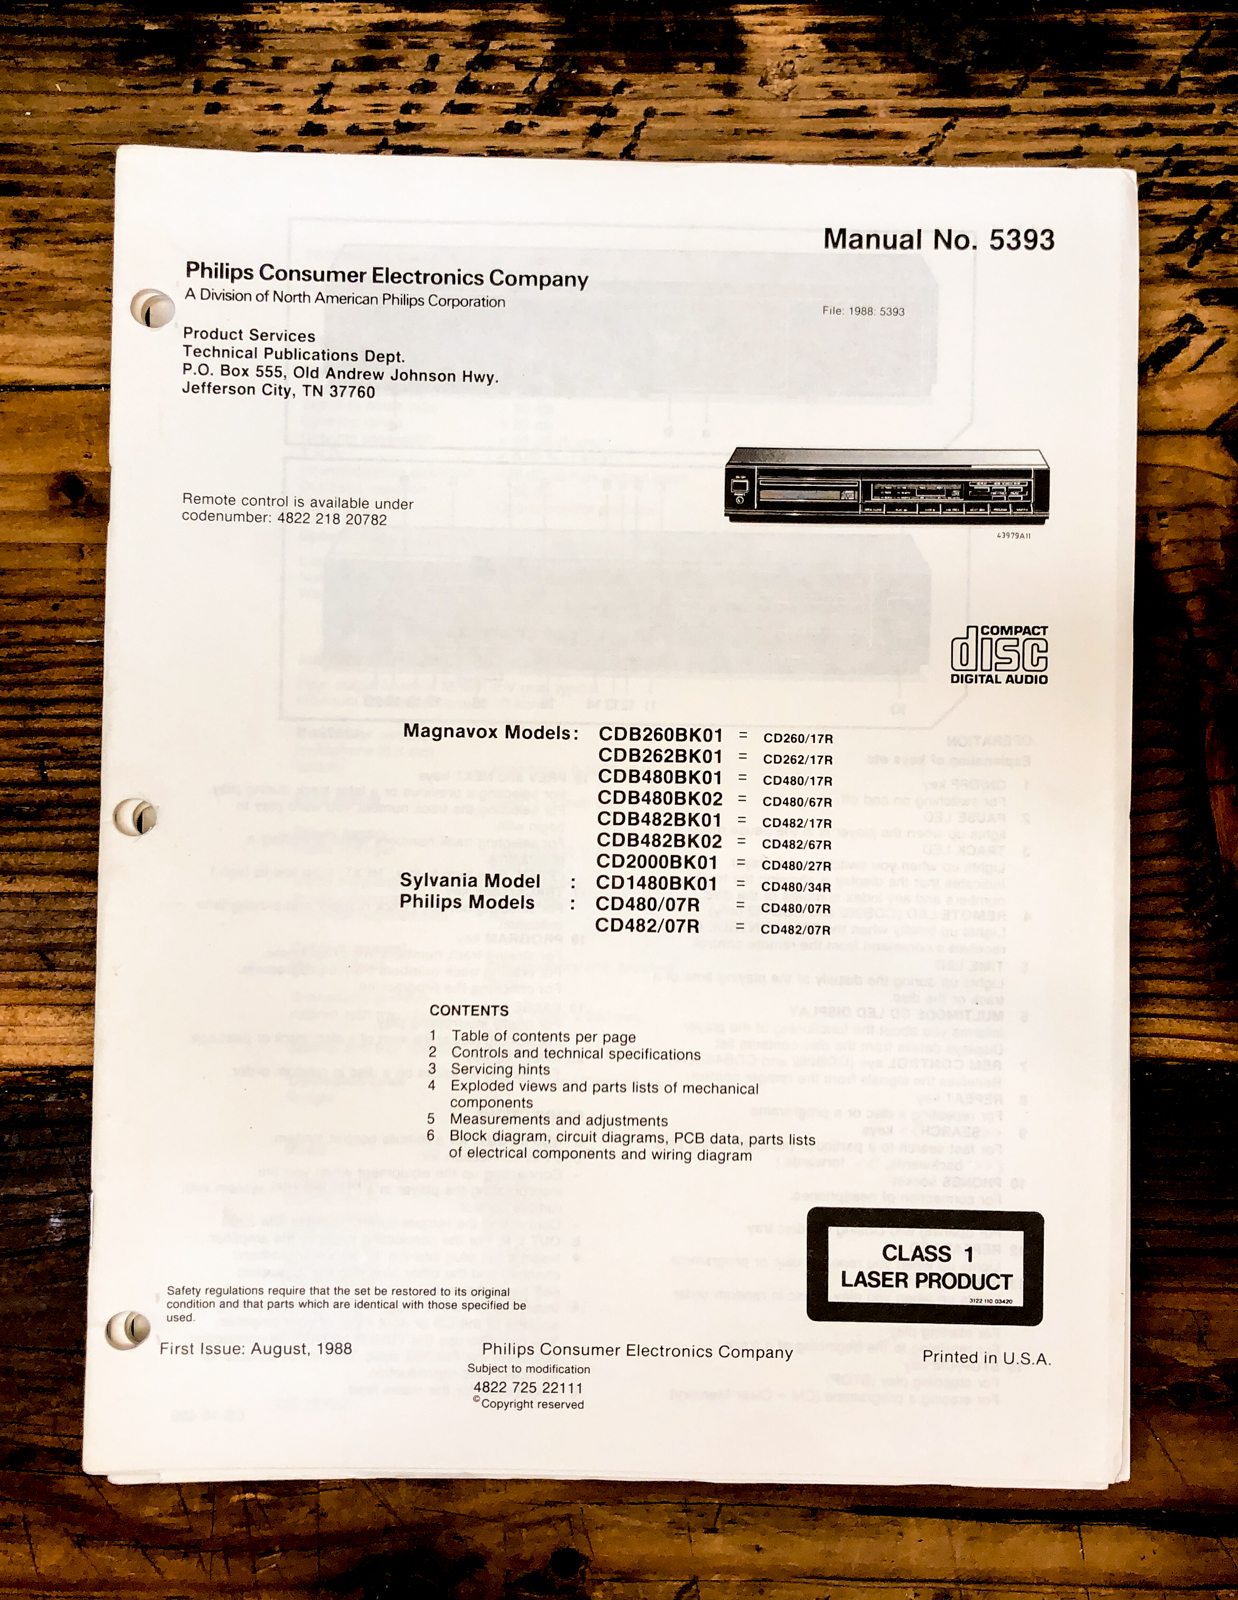 Manual No. 5393
Philips Consumer Electronics Company
A Division of North American Philips Corporation
File: 1988: 5393
Product Services
Technical Publications Dept.
P.O. Box 555, Old Andrew Johnson Hwy.
Jefferson City, TN 37760
Remote control is available under
codenumber: 4822 218 20782
43979A11
COMPACT
disc
DIGITAL AUDIO
Magnavox Models: CDB260BK01 = CD260/17R
CDB262BK01 = CD262/17R
CDB480BK01 = CD480/17R
CDB480BK02 = CD480/67R
CDB482BK01 = CD482/17R
CDB482BK02 = CD482/67R
CD2000BK01 = CD480/27R
Sylvania Model : CD1480BK01 = CD480/34R
Philips Models : CD480/07R = CD480/07R
CD482/07R = CD482/07R
CONTENTS
1 Table of contents per page
2 Controls and technical specifications
3 Servicing hints
4 Exploded views and parts lists of mechanical
components
5 Measurements and adjustments
6 Block diagram, circuit diagrams, PCB data, parts lists
of electrical components and wiring diagram
CLASS 1
LASER PRODUCT
3122 110 03420
Safety regulations require that the set be restored to its original
condition and that parts which are identical with those specified be
used.
First Issue: August, 1988
Philips Consumer Electronics Company
Printed in U.S.A.
Subject to modification
4822 725 22111
©Copyright reserved